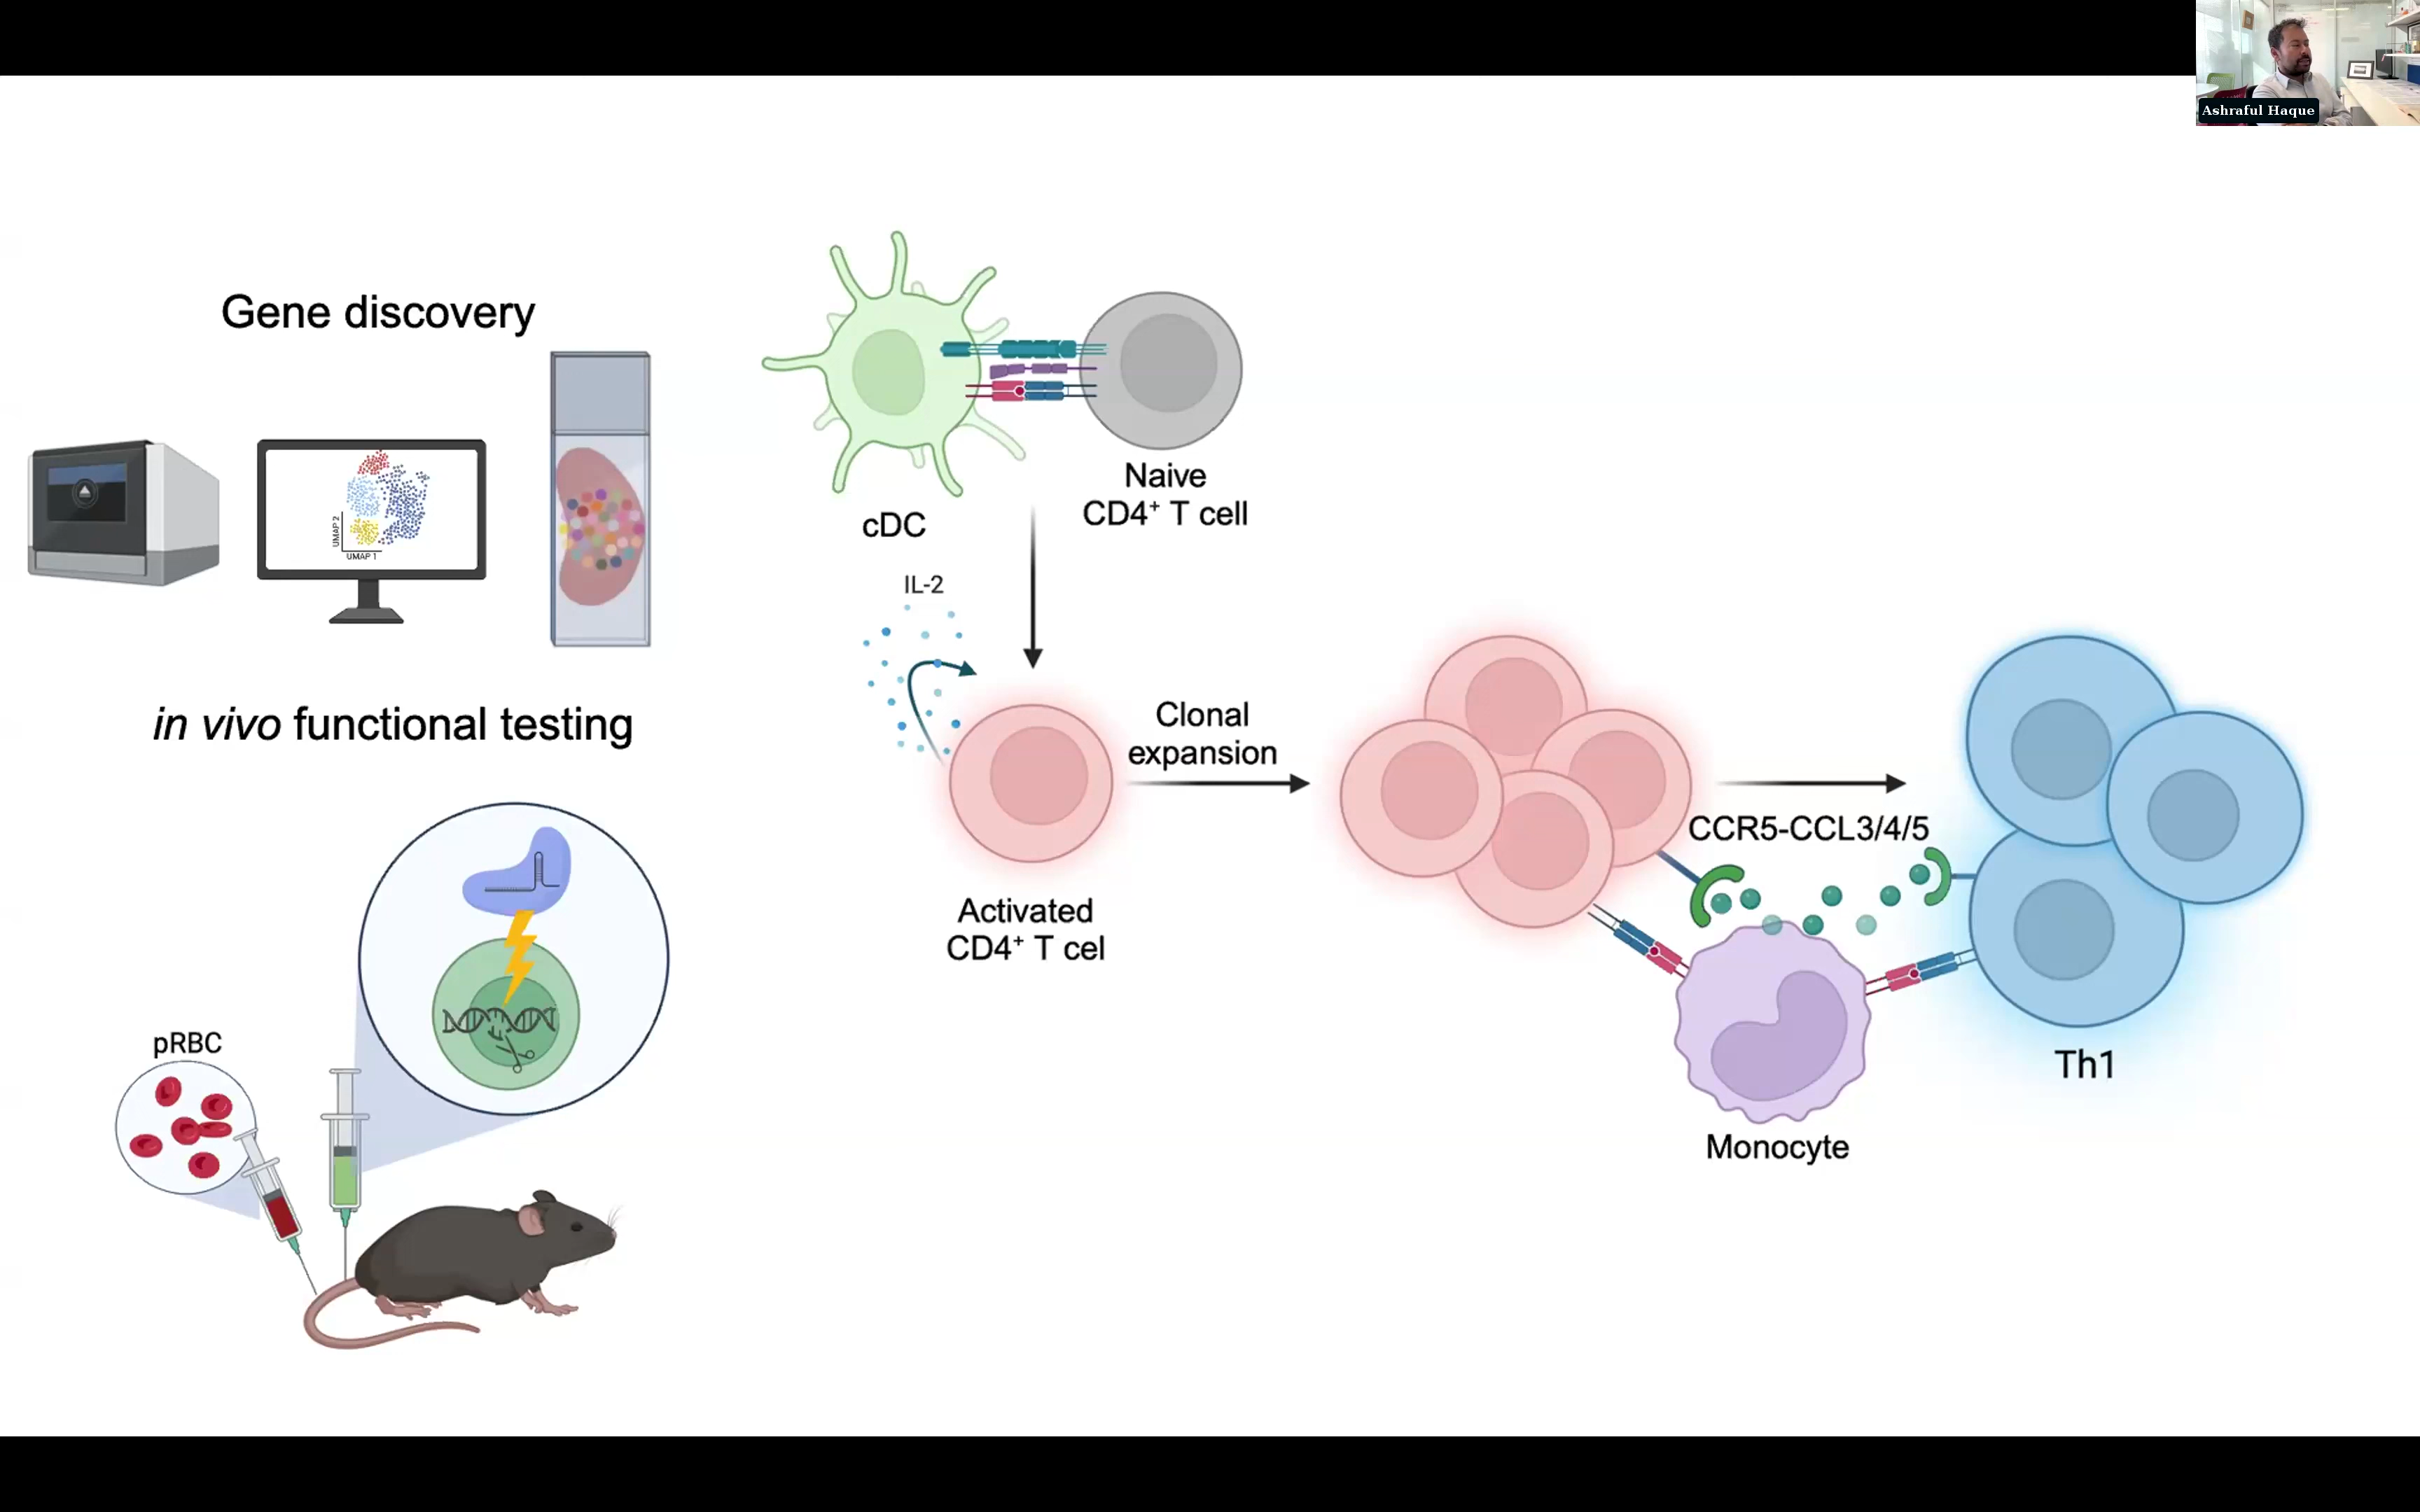 Ashraful Haque
Gene discovery
UMAP 2
UMAP 1
in vivo functional testing
pRBC
cDC
Naive
CD4⁺ T cell
IL-2
Activated
CD4⁺ T cel
Clonal
expansion
CCR5-CCL3/4/5
Monocyte
Th1